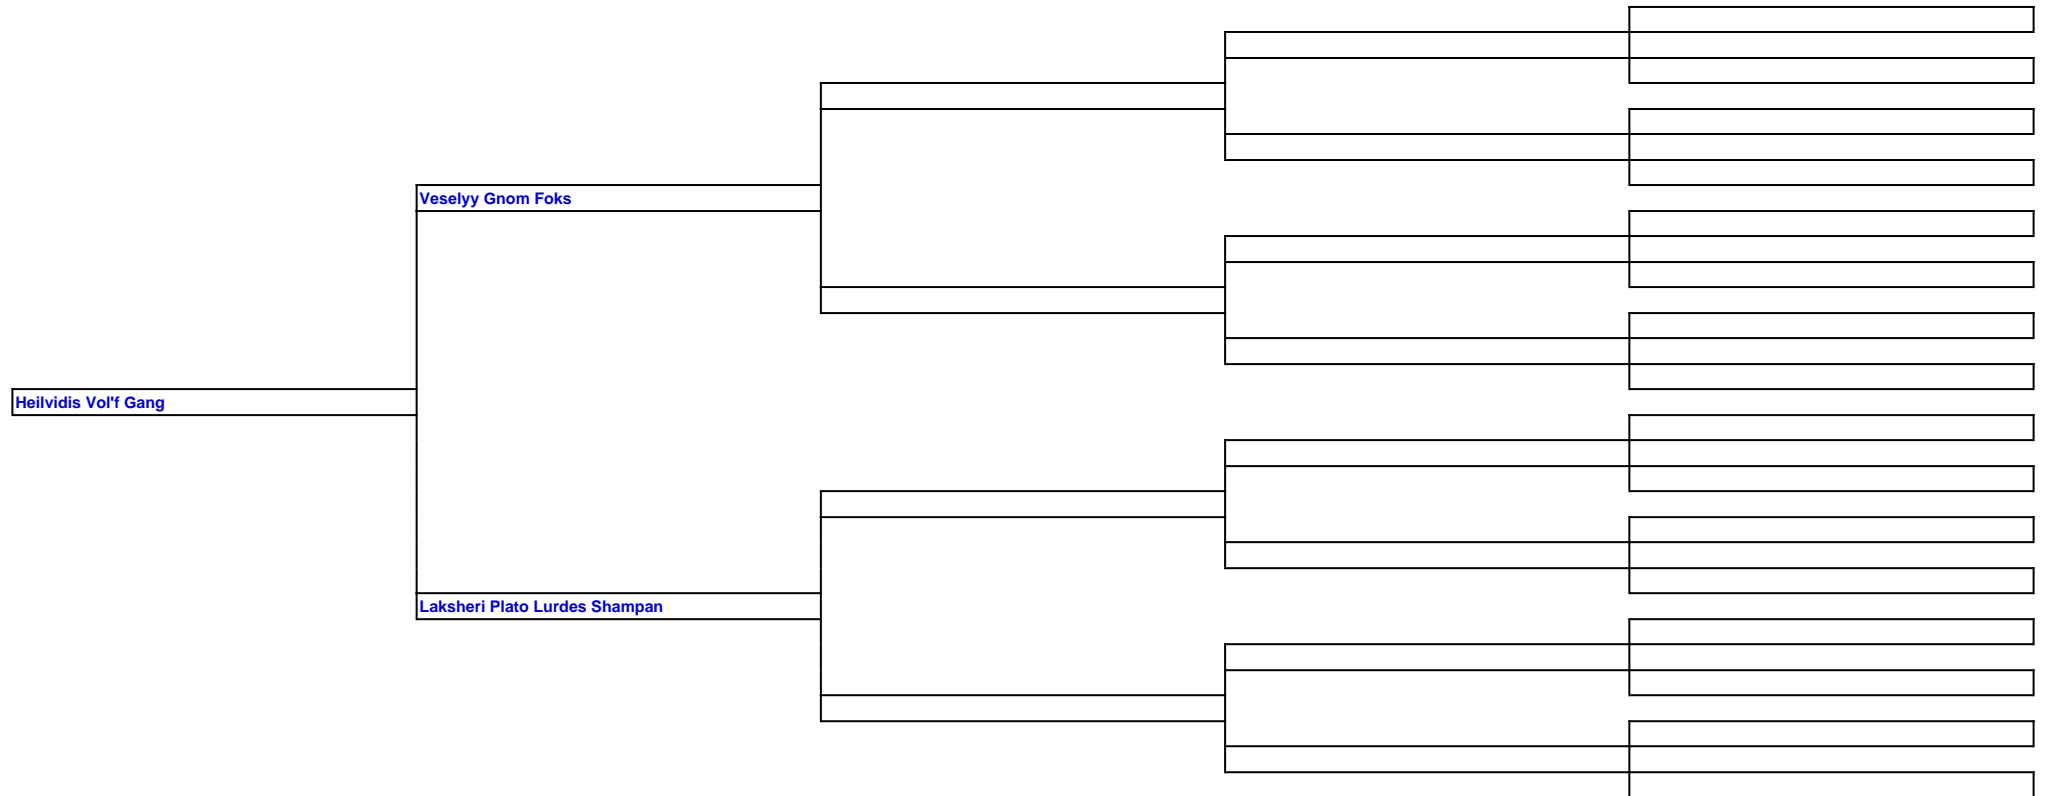 Veselyy Gnom Foks
Heilvidis Vol'f Gang
Laksheri Plato Lurdes Shampan